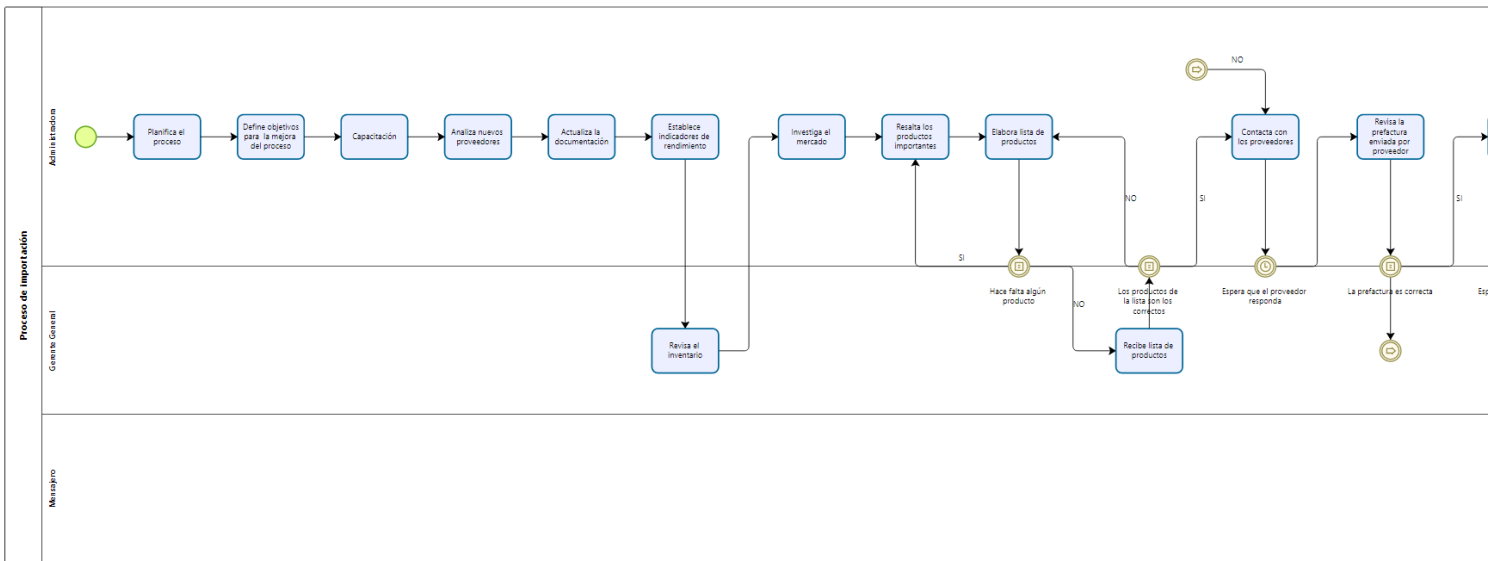 Proceso de importación
Administradora
Planifica el
proceso
Define objetivos
para la mejora
del proceso
Capacitación
Analiza nuevos
proveedores
Actualiza la
documentación
Establece
indicadores de
rendimiento
Investiga el
mercado
Resalta los
productos
importantes
Elabora lista de
productos
NO
Contacta con
los proveedores
Revisa la
prefactura
enviada por
proveedor
NO
SI
SI
SI
Hace falta algún
producto
Los productos de
la lista son los
correctos
Espera que el proveedor
responda
La prefactura es correcta
Esp
Gerente General
NO
Revisa el
inventario
Recibe lista de
productos
Mensajero